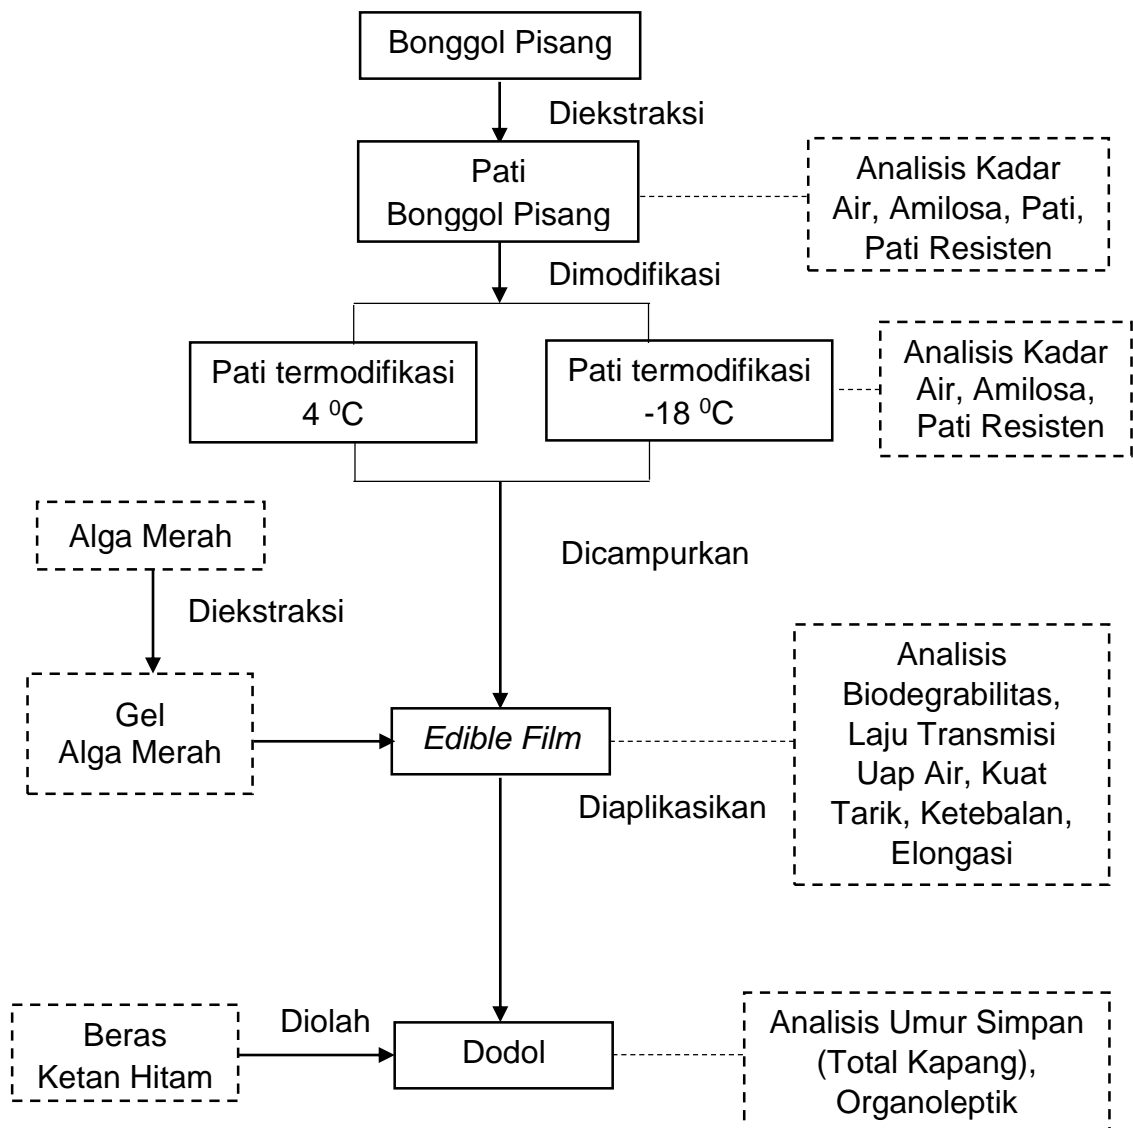 Bonggol Pisang
Diekstraksi
Pati
Bonggol Pisang
Analisis Kadar
Air, Amilosa, Pati,
Pati Resisten
Dimodifikasi
Pati termodifikasi
4 ⁰C
Pati termodifikasi
-18 ⁰C
Analisis Kadar
Air, Amilosa,
Pati Resisten
Alga Merah
Dicampurkan
Diekstraksi
Gel
Alga Merah
Edible Film
Analisis
Biodegrabilitas,
Laju Transmisi
Uap Air, Kuat
Tarik, Ketebalan,
Elongasi
Diaplikasikan
Beras
Ketan Hitam
Diolah
Dodol
Analisis Umur Simpan
(Total Kapang),
Organoleptik